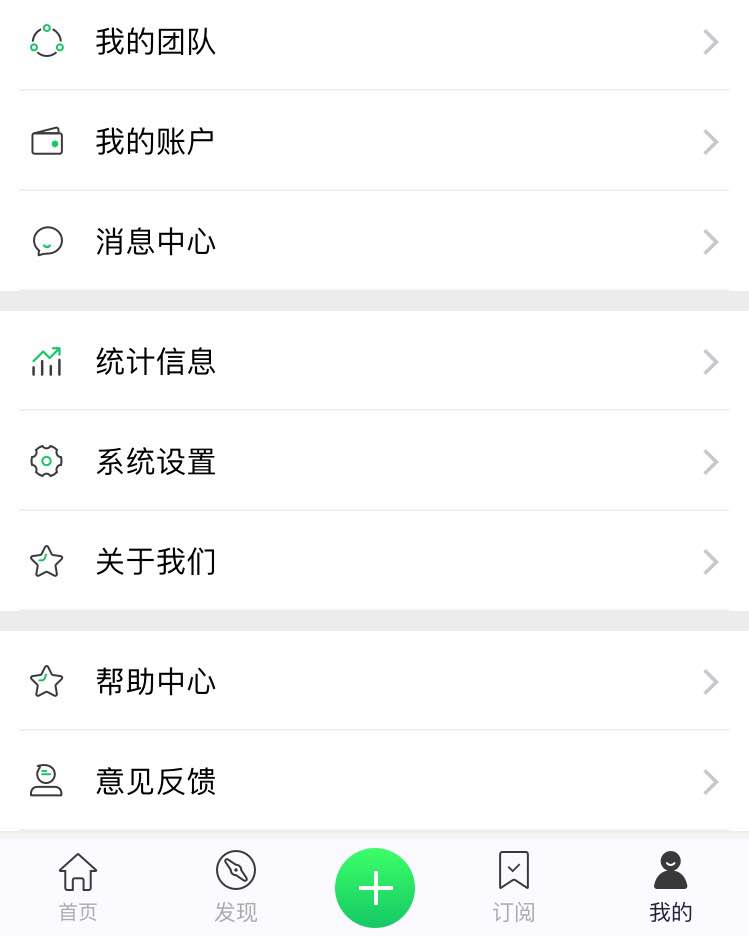 我的团队
我的账户
消息中心
统计信息
系统设置
关于我们
帮助中心
意见反馈
首页
发现
订阅
我的